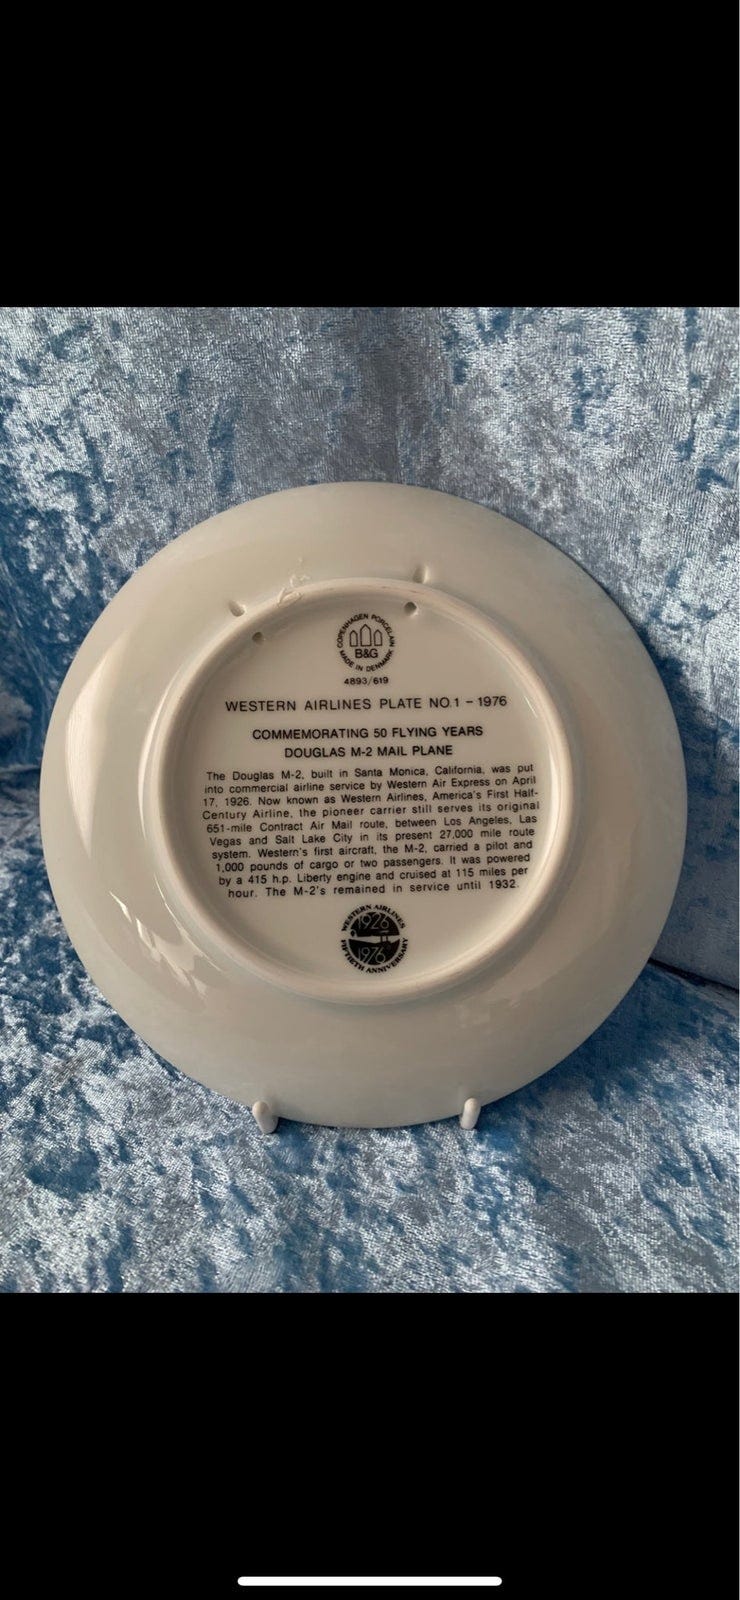 COPENHAGEN PORCELAIN
B&G
MADE IN DENMARK
4893/619
WESTERN AIRLINES PLATE NO.1 - 1976
COMMEMORATING 50 FLYING YEARS
DOUGLAS M-2 MAIL PLANE
The Douglas M-2, built in Santa Monica, California, was put
into commercial airline service by Western Air Express on April
17, 1926. Now known as Western Airlines, America's First Half-
Century Airline, the pioneer carrier still serves its original
651-mile Contract Air Mail route, between Los Angeles, Las
Vegas and Salt Lake City in its present 27,000 mile route
system. Western's first aircraft, the M-2, carried a pilot and
1,000 pounds of cargo or two passengers. It was powered
by a 415 h.p. Liberty engine and cruised at 115 miles per
hour. The M-2's remained in service until 1932.
WESTERN AIRLINES
1926
1976
FIFTIETH ANNIVERSARY